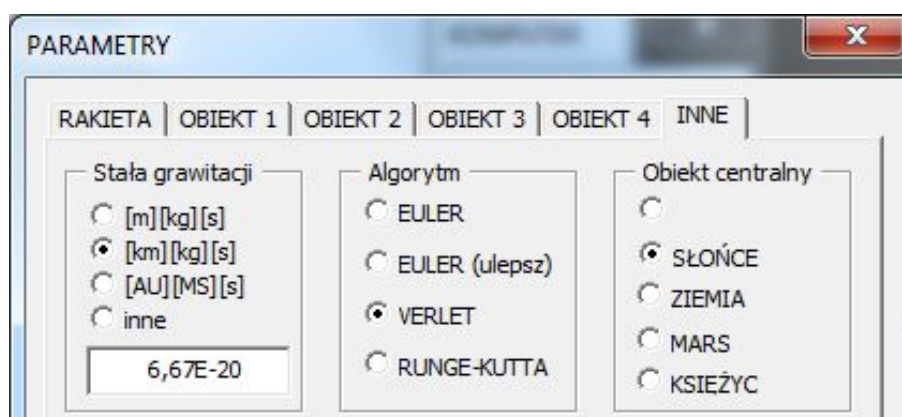 PARAMETRY
RAKIETA OBIEKT 1 OBIEKT 2 OBIEKT 3 OBIEKT 4 INNE
Stała grawitacji
[m][kg][s]
[km][kg][s]
[AU][MS][s]
inne
6,67E-20
Algorytm
EULER
EULER (ulepsz)
VERLET
RUNGE-KUTTA
Obiekt centralny
SŁOŃCE
ZIEMIA
MARS
KSIĘŻYC